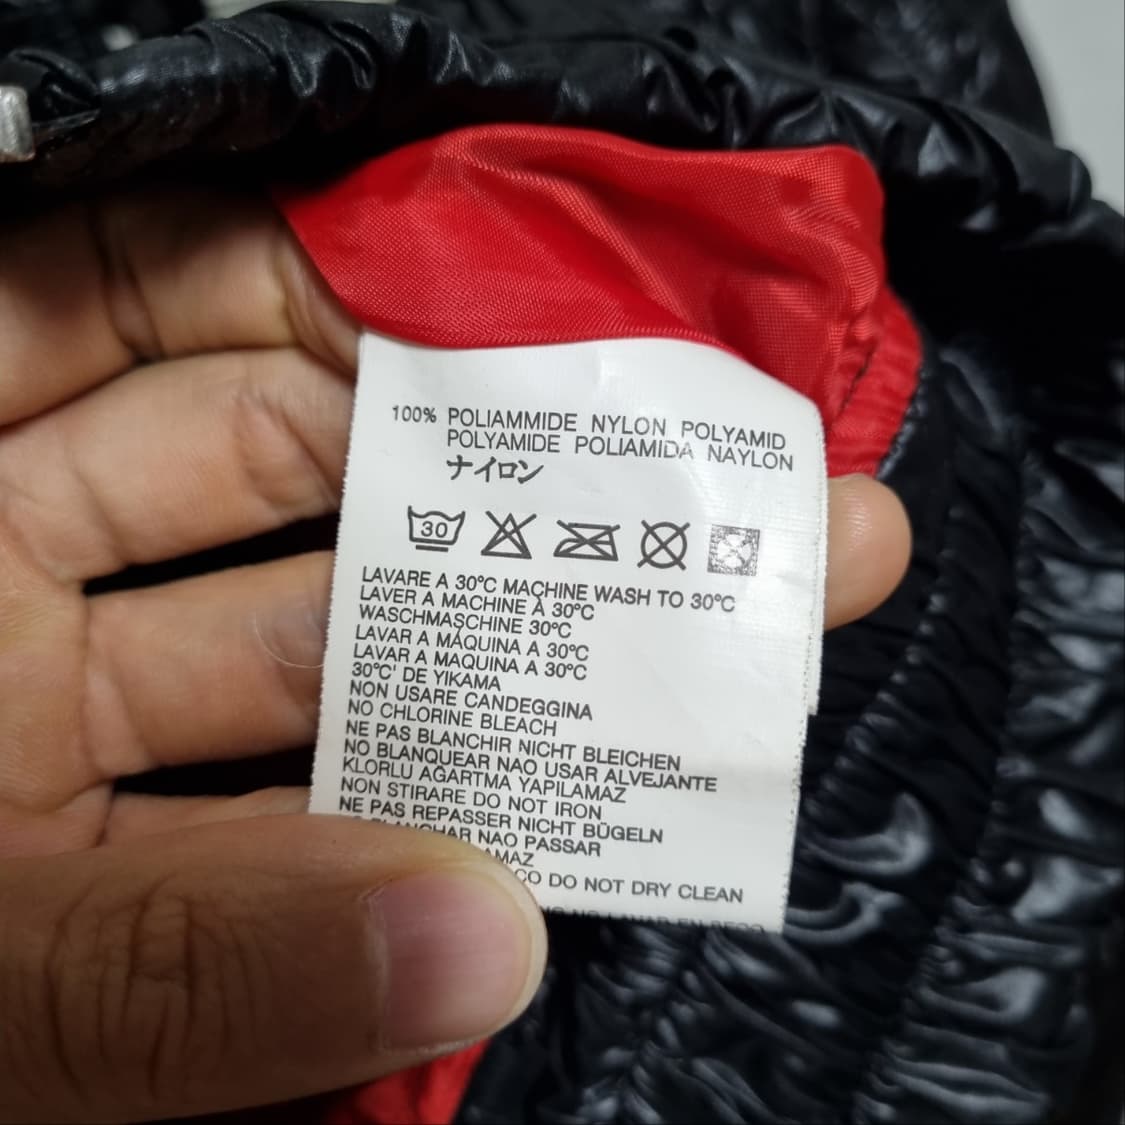 100% POLIAMMIDE NYLON POLYAMID
POLYAMIDE POLIAMIDA NAYLON
ナイロン
30
LAVARE A 30°C MACHINE WASH TO 30°C
LAVER A MACHINE À 30°C
WASCHMASCHINE 30°C
LAVAR A MÁQUINA A 30°C
LAVAR A MAQUINA A 30°C
30°C' DE YIKAMA
NON USARE CANDEGGINA
NO CHLORINE BLEACH
NE PAS BLANCHIR NICHT BLEICHEN
NO BLANQUEAR NAO USAR ALVEJANTE
KLORLU AĞARTMA YAPILAMAZ
NON STIRARE DO NOT IRON
NE PAS REPASSER NICHT BÜGELN
NAO PASSAR
DO NOT DRY CLEAN